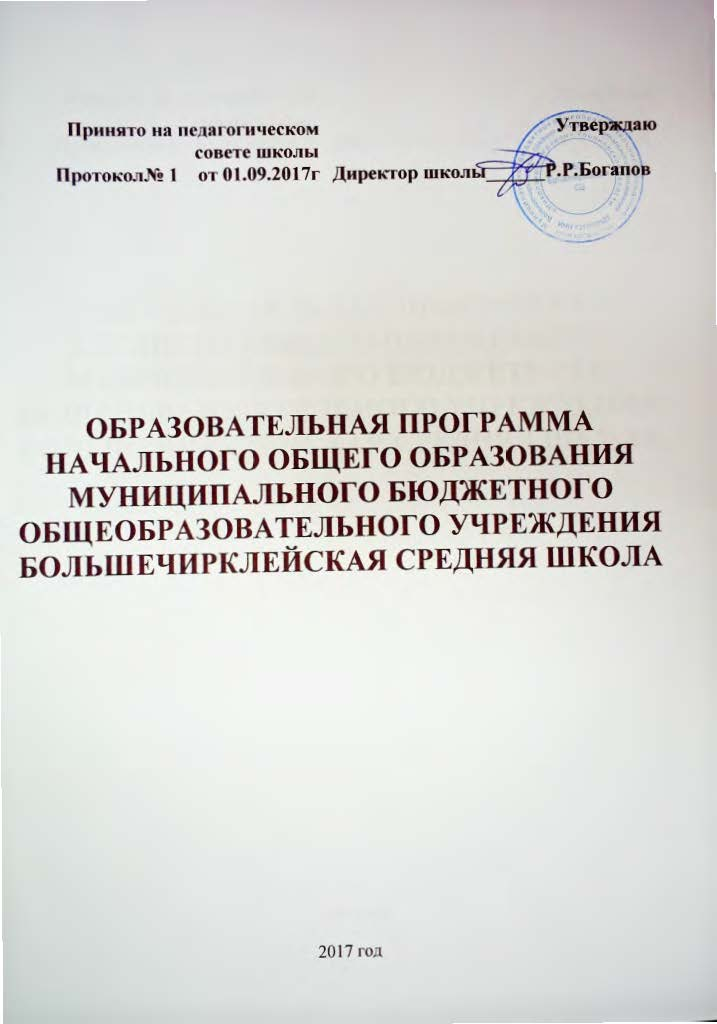 Принято на педагогическом
совете школы
Протокол№ 1 от 01.09.2017г
Утверждаю
Директор школы______Р.Р.Богапов
ОБРАЗОВАТЕЛЬНАЯ ПРОГРАММА
НАЧАЛЬНОГО ОБЩЕГО ОБРАЗОВАНИЯ
МУНИЦИПАЛЬНОГО БЮДЖЕТНОГО
ОБЩЕОБРАЗОВАТЕЛЬНОГО УЧРЕЖДЕНИЯ
БОЛЬШЕЧИРКЛЕЙСКАЯ СРЕДНЯЯ ШКОЛА
2017 год